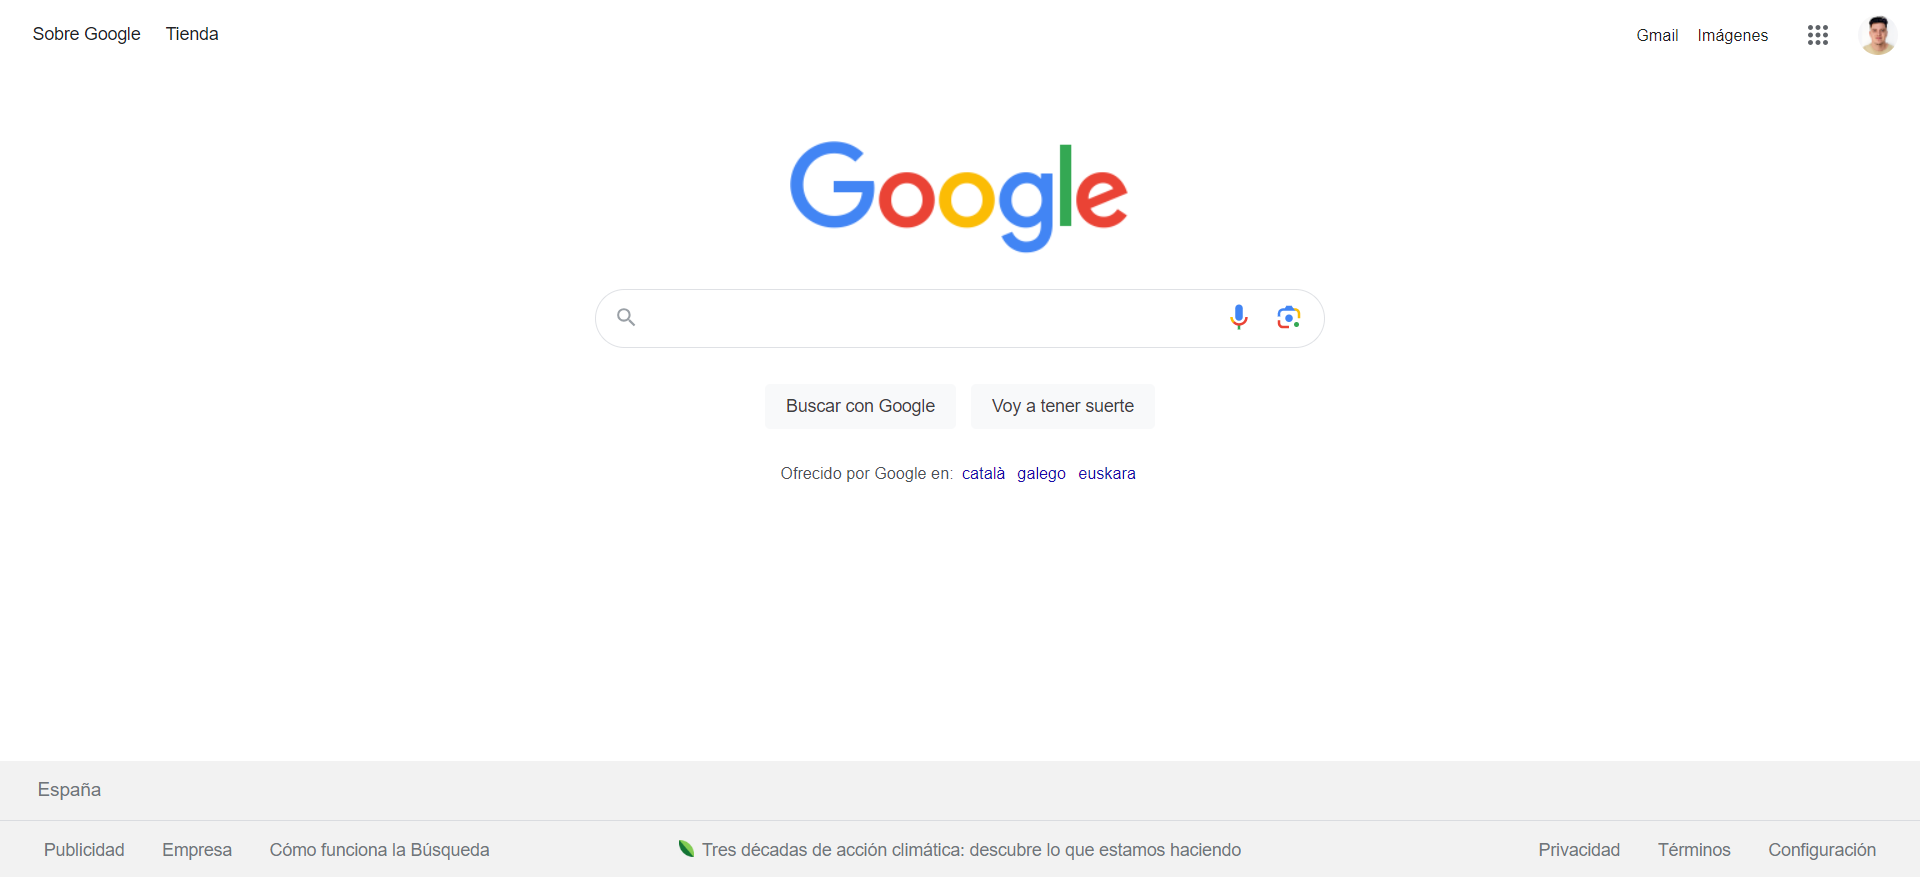 Sobre Google Tienda
Gmail Imágenes
Google
Buscar con Google
Voy a tener suerte
Ofrecido por Google en: català galego euskara
España
Publicidad Empresa Cómo funciona la Búsqueda
Tres décadas de acción climática: descubre lo que estamos haciendo
Privacidad Términos Configuración